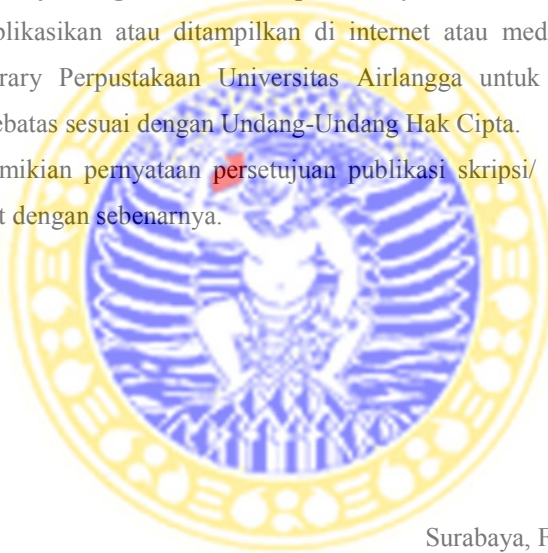 plikasikan atau ditampilkan di internet atau med
rary Perpustakaan Universitas Airlangga untuk
ebatas sesuai dengan Undang-Undang Hak Cipta.
mikian pernyataan persetujuan publikasi skripsi/
t dengan sebenarnya.
Surabaya, F